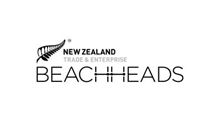 ®
NEW ZEALAND
TRADE & ENTERPRISE
BEACHHEADS